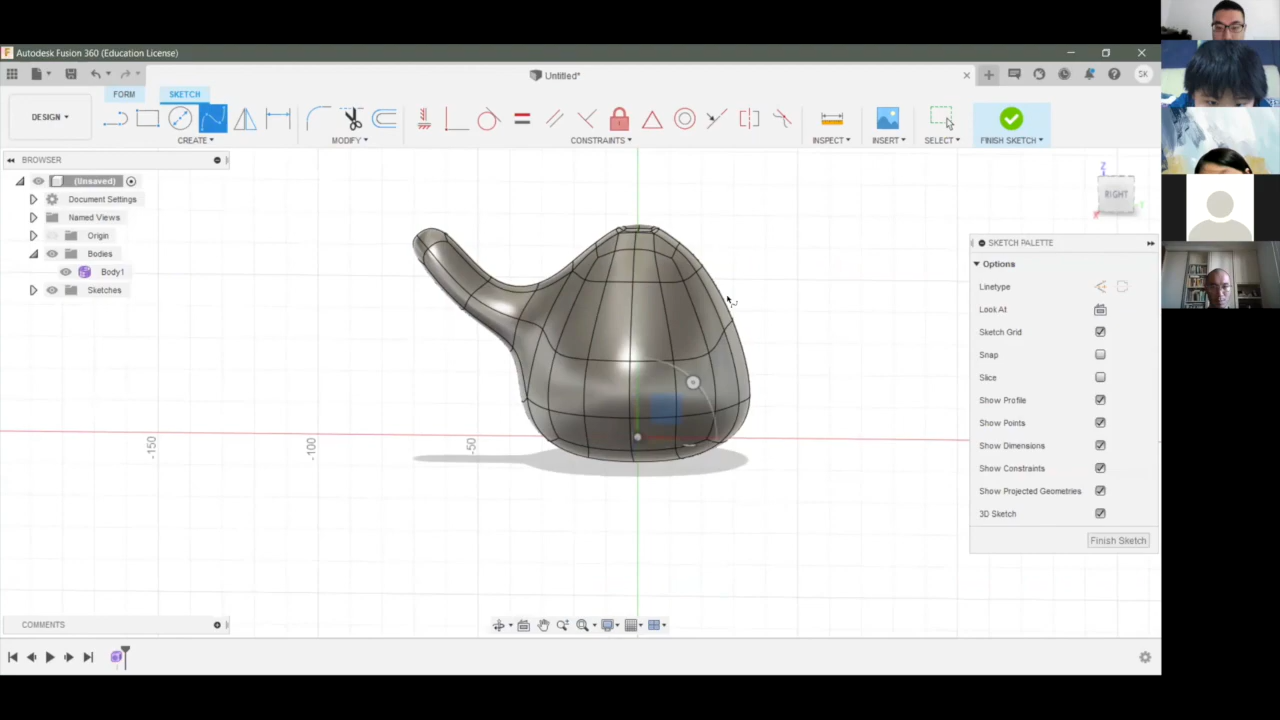 Autodesk Fusion 360 (Education License)
Untitled*
SK
FORM
SKETCH
DESIGN
CREATE
MODIFY
CONSTRAINTS
INSPECT
INSERT
SELECT
FINISH SKETCH
BROWSER
(Unsaved)
Document Settings
Named Views
Origin
Bodies
Body1
Sketches
Z
RIGHT
SKETCH PALETTE
Options
Linetype
Look At
Sketch Grid
Snap
Slice
Show Profile
Show Points
Show Dimensions
Show Constraints
Show Projected Geometries
3D Sketch
Finish Sketch
-150
-100
-50
COMMENTS